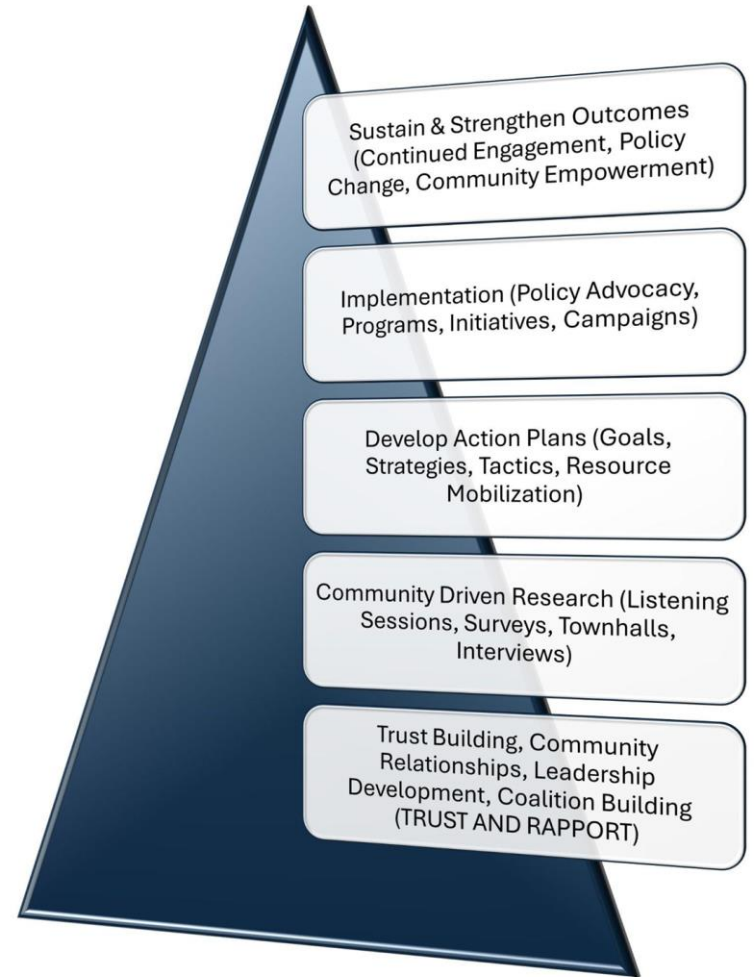 Sustain & Strengthen Outcomes
(Continued Engagement, Policy
Change, Community Empowerment)
Implementation (Policy Advocacy,
Programs, Initiatives, Campaigns)
Develop Action Plans (Goals,
Strategies, Tactics, Resource
Mobilization)
Community Driven Research (Listening
Sessions, Surveys, Townhalls,
Interviews)
Trust Building, Community
Relationships, Leadership
Development, Coalition Building
(TRUST AND RAPPORT)